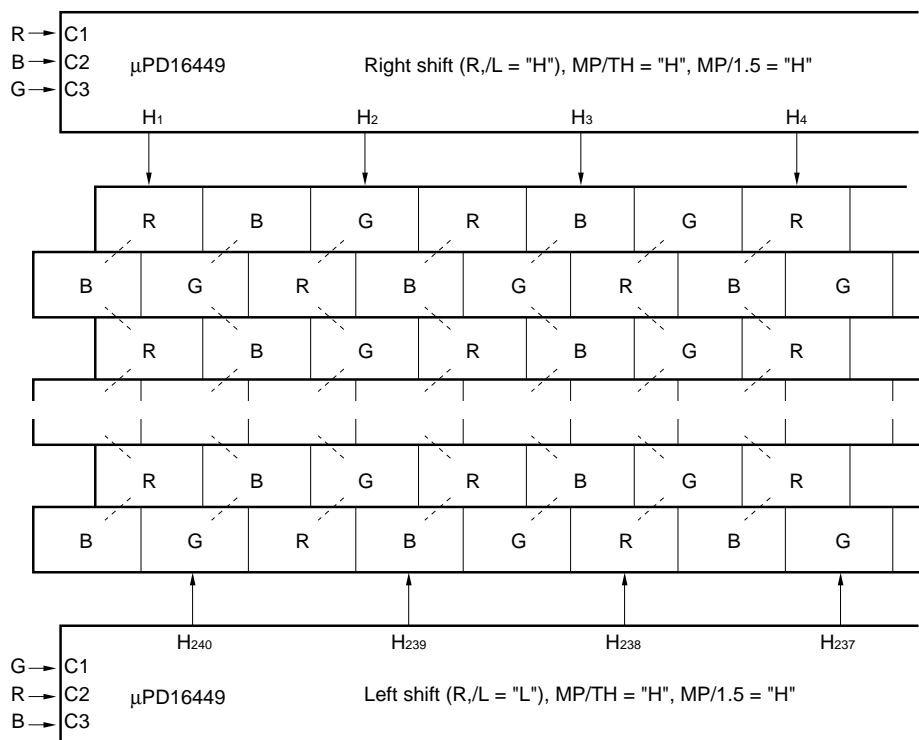 R C1
B C2 μPD16449 Right shift (R,/L = "H"), MP/TH = "H", MP/1.5 = "H"
G C3
H1 H2 H3 H4
R B G R B G R
B G R B G R B G
R B G R B G R
R B G R B G R
B G R B G R B G
H240 H239 H238 H237
G C1
R C2 μPD16449 Left shift (R,/L = "L"), MP/TH = "H", MP/1.5 = "H"
B C3